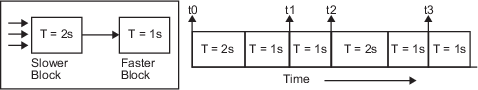 T = 2s T = 1s
Slower Block
Faster Block
t0 t1 t2 t3
T = 2s T = 1s T = 1s T = 2s T = 1s T = 1s
Time